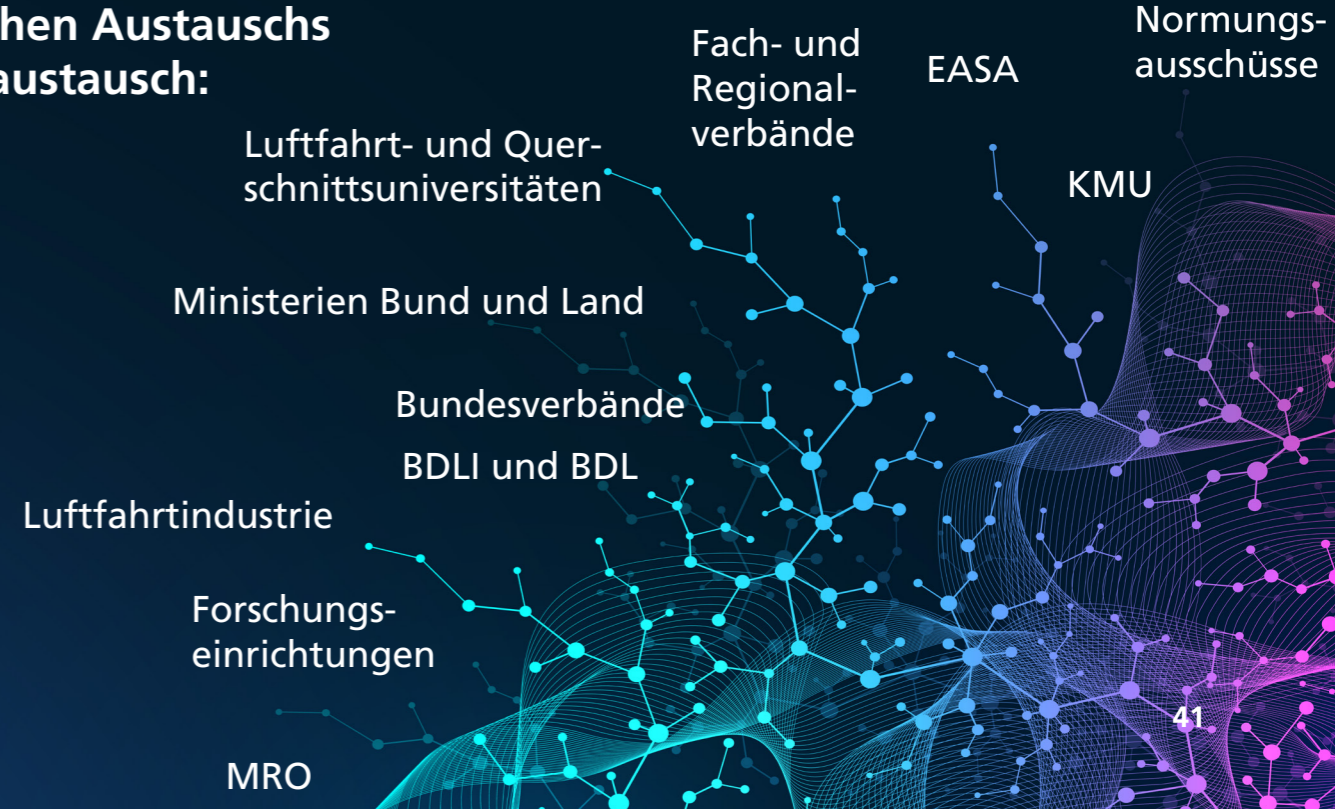 hen Austauschs
austausch:
Fach- und
Regional-
verbände
EASA
Normungs-
ausschüsse
Luftfahrt- und Quer-
schnittsuniversitäten
KMU
Ministerien Bund und Land
Bundesverbände
BDLI und BDL
Luftfahrtindustrie
Forschungs-
einrichtungen
41
MRO